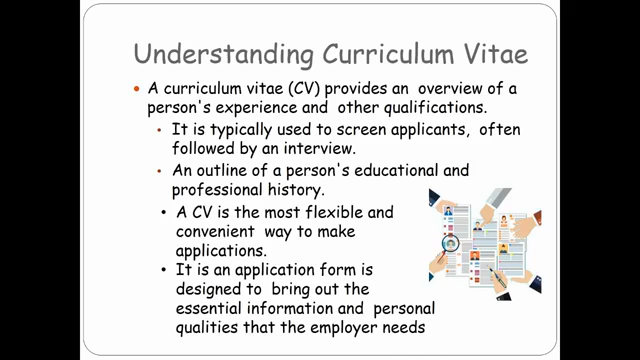 Understanding Curriculum Vitae
• A curriculum vitae (CV) provides an overview of a
person's experience and other qualifications.
• It is typically used to screen applicants, often
followed by an interview.
• An outline of a person's educational and
professional history.
• A CV is the most flexible and
convenient way to make
applications.
• It is an application form is
designed to bring out the
essential information and personal
qualities that the employer needs